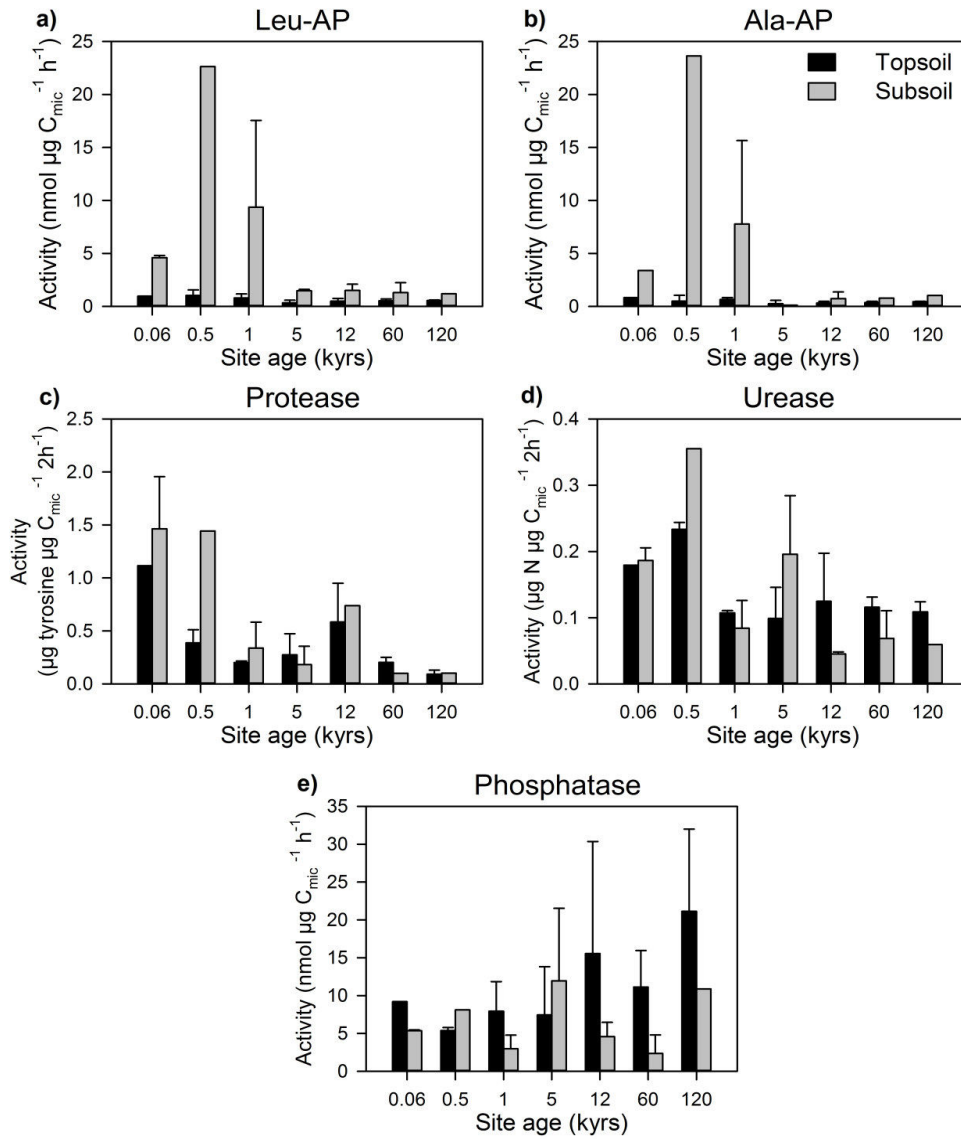 a) Leu-AP
Activity (nmol µg Cmic⁻¹ h⁻¹)
25
20
15
10
5
0
0.06 0.5 1 5 12 60 120
Site age (kyrs)
b) Ala-AP
Topsoil
Subsoil
Activity (nmol µg Cmic⁻¹ h⁻¹)
25
20
15
10
5
0
0.06 0.5 1 5 12 60 120
Site age (kyrs)
c) Protease
Activity
(µg tyrosine µg Cmic⁻¹ 2h⁻¹)
2.5
2.0
1.5
1.0
0.5
0.0
0.06 0.5 1 5 12 60 120
Site age (kyrs)
d) Urease
Activity (µg N µg Cmic⁻¹ 2h⁻¹)
0.4
0.3
0.2
0.1
0.0
0.06 0.5 1 5 12 60 120
Site age (kyrs)
e) Phosphatase
Activity (nmol µg Cmic⁻¹ h⁻¹)
35
30
25
20
15
10
5
0
0.06 0.5 1 5 12 60 120
Site age (kyrs)